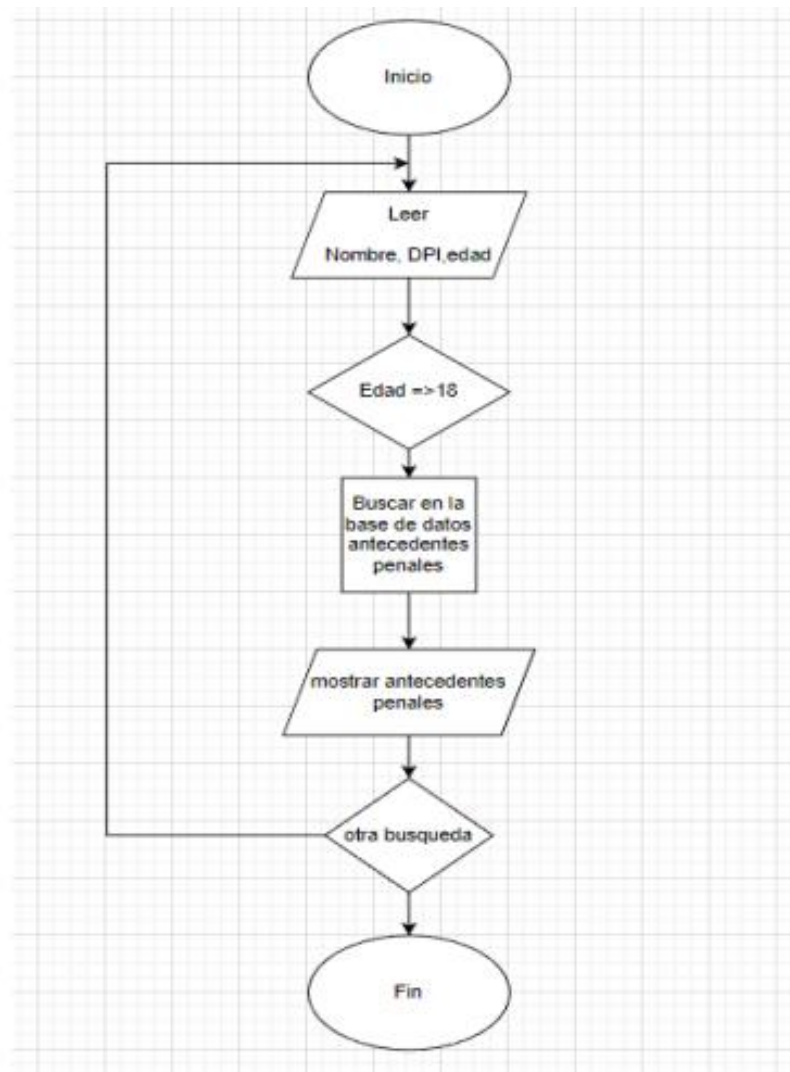 Inicio
Leer
Nombre, DPI,edad
Edad =>18
Buscar en la
base de datos
antecedentes
penales
mostrar antecedentes
penales
otra busqueda
Fin